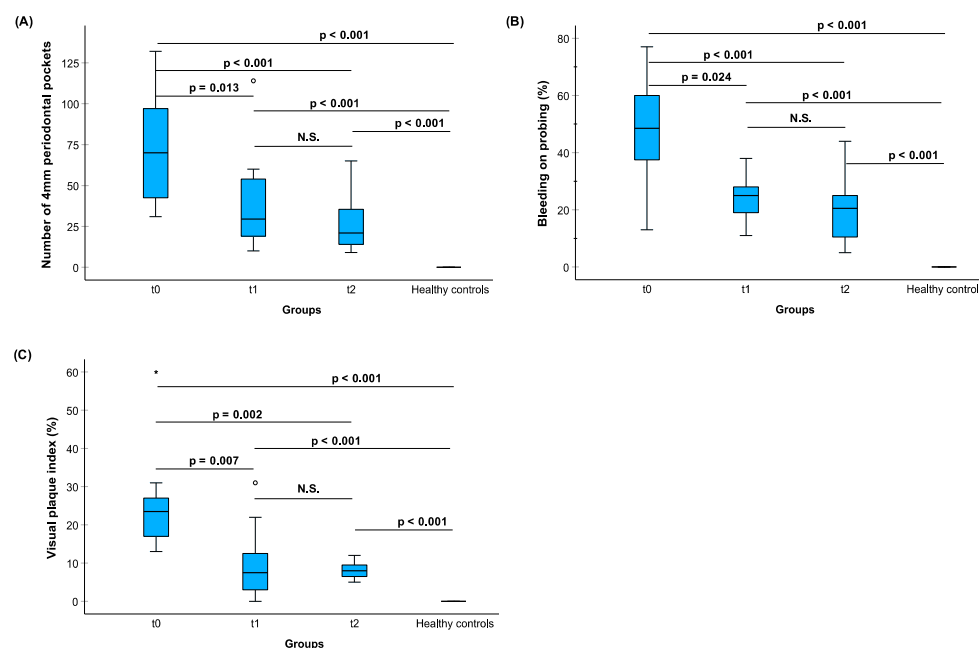 (A)
Number of 4mm periodontal pockets
125
100
75
50
25
0
p < 0.001
p < 0.001
p = 0.013
p < 0.001
p < 0.001
N.S.
t0
t1
t2
Healthy controls
Groups
(B)
Bleeding on probing (%)
80
60
40
20
0
p < 0.001
p < 0.001
p = 0.024
p < 0.001
N.S.
p < 0.001
t0
t1
t2
Healthy control
Groups
(C)
Visual plaque index (%)
60
50
40
30
20
10
0
*
p < 0.001
p = 0.002
p < 0.001
p = 0.007
N.S.
p < 0.001
t0
t1
t2
Healthy controls
Groups